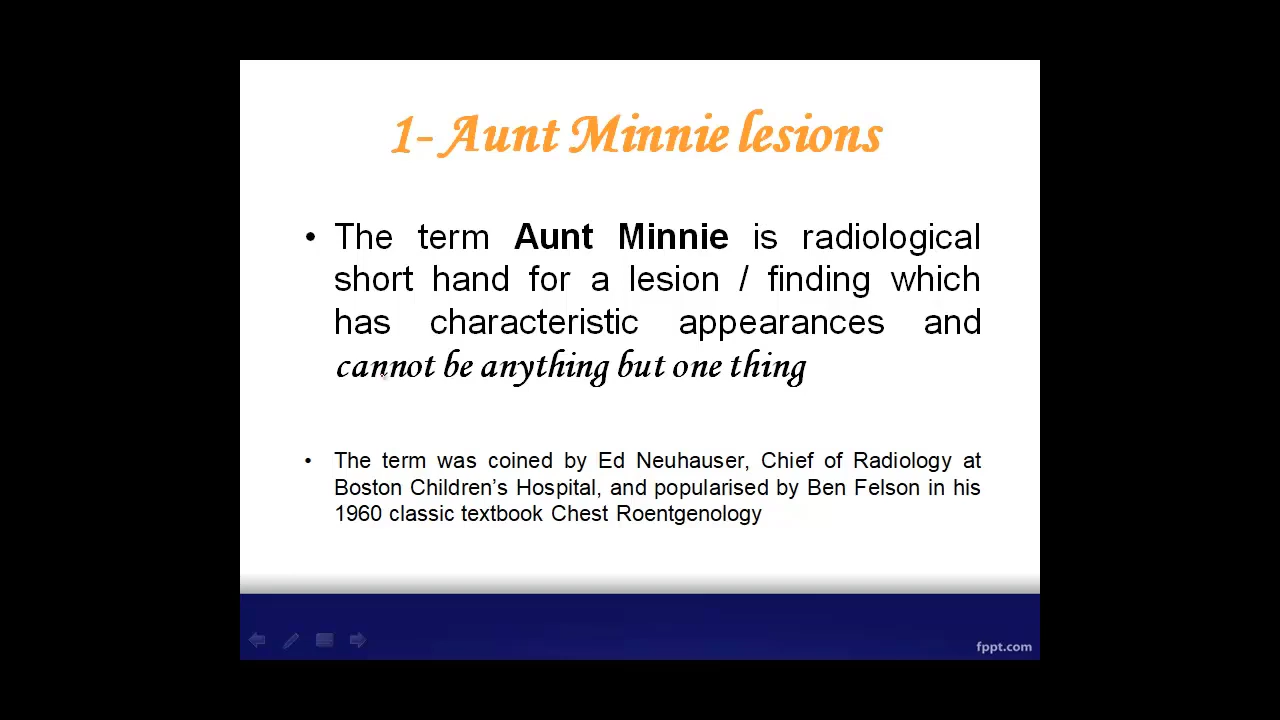 1- Aunt Minnie lesions
• The term Aunt Minnie is radiological
short hand for a lesion / finding which
has characteristic appearances and
cannot be anything but one thing
• The term was coined by Ed Neuhauser, Chief of Radiology at
Boston Children’s Hospital, and popularised by Ben Felson in his
1960 classic textbook Chest Roentgenology
fppt.com